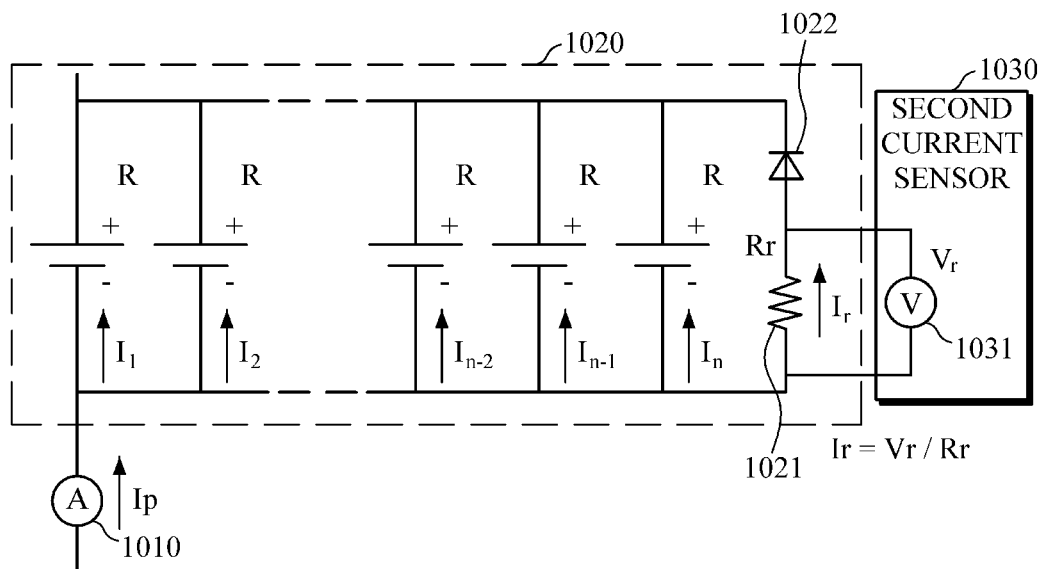 1020
1022
1030
SECOND
CURRENT
SENSOR
R R R R R
+ + + + +
- - - - -
Rr
Vr
V
1031
I1 I2 In-2 In-1 In Ir
1021
Ir = Vr / Rr
A
Ip
1010